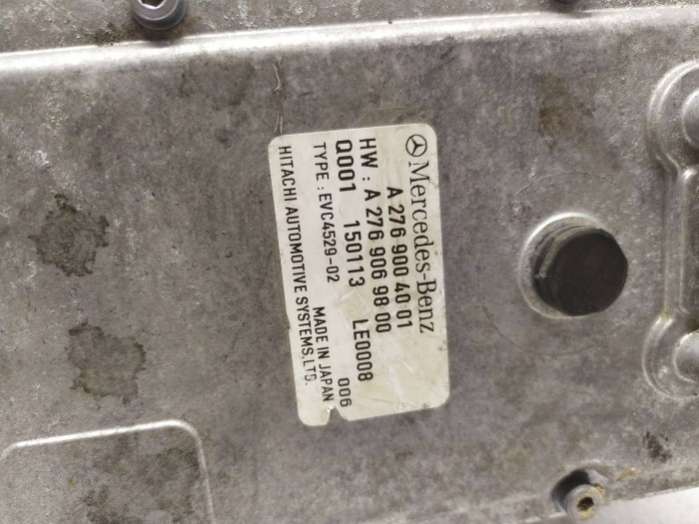 Mercedes-Benz
A 276 900 40 01
HW : A 276 906 98 00
Q001 150113 LE0008
TYPE : EVC4529-02 006
MADE IN JAPAN
HITACHI AUTOMOTIVE SYSTEMS,LTD.